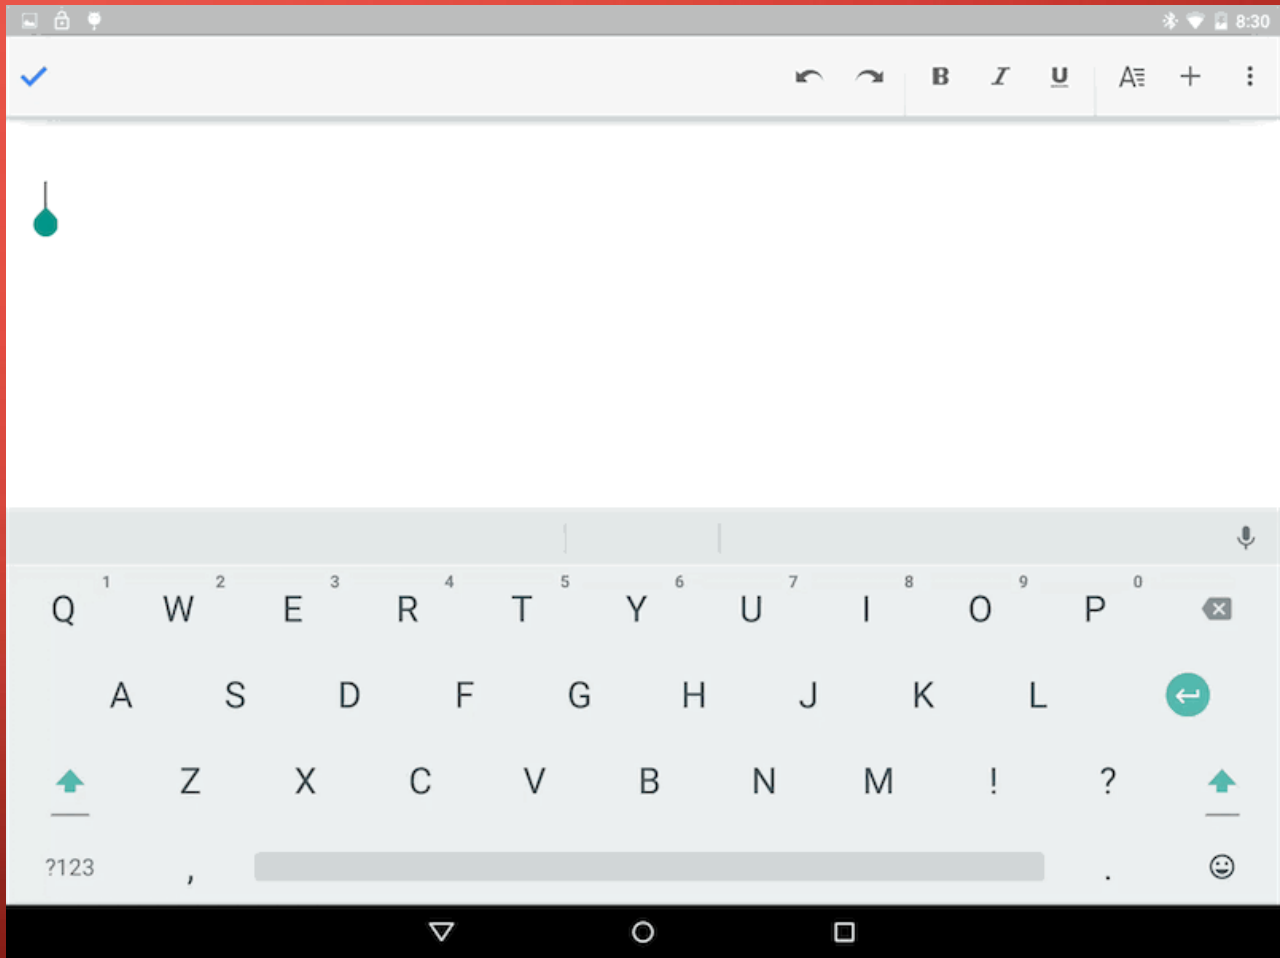 8:30
B I U A
1 2 3 4 5 6 7 8 9 0
Q W E R T Y U I O P
A S D F G H J K L
Z X C V B N M ! ?
?123 , .